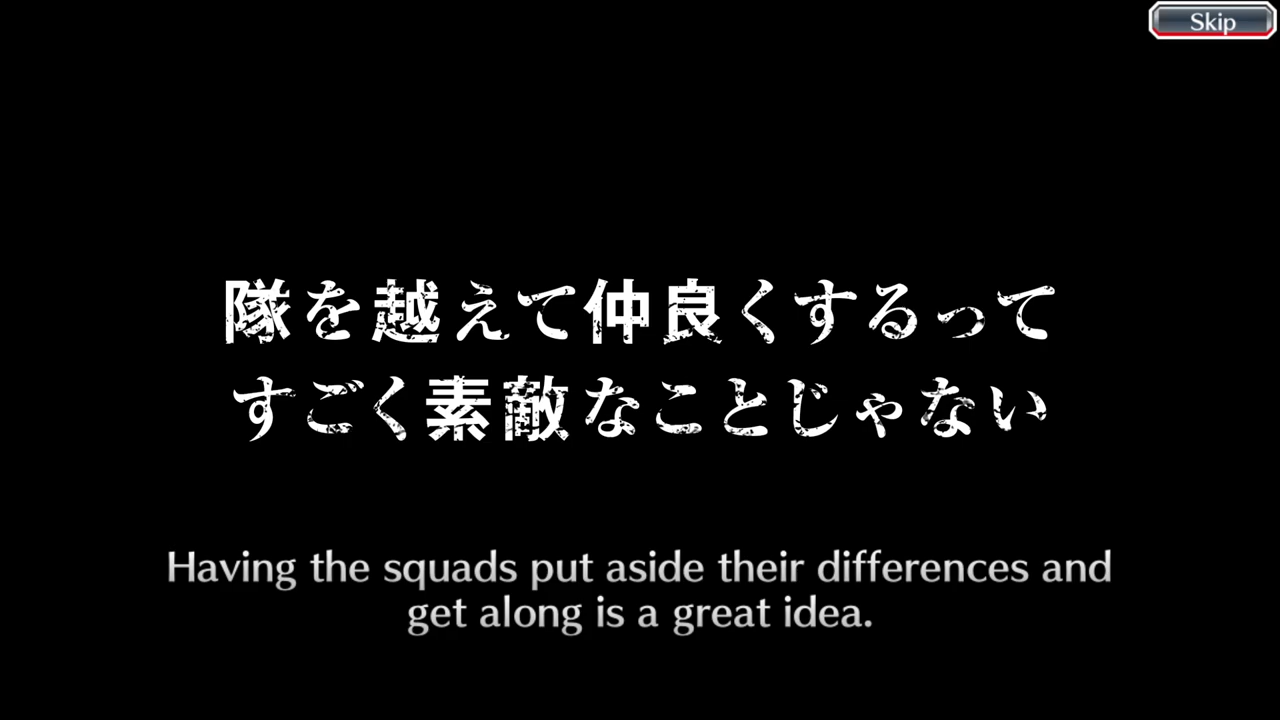 Skip
隊を越えて仲良くするって
すごく素敵なことじゃない
Having the squads put aside their differences and
get along is a great idea.